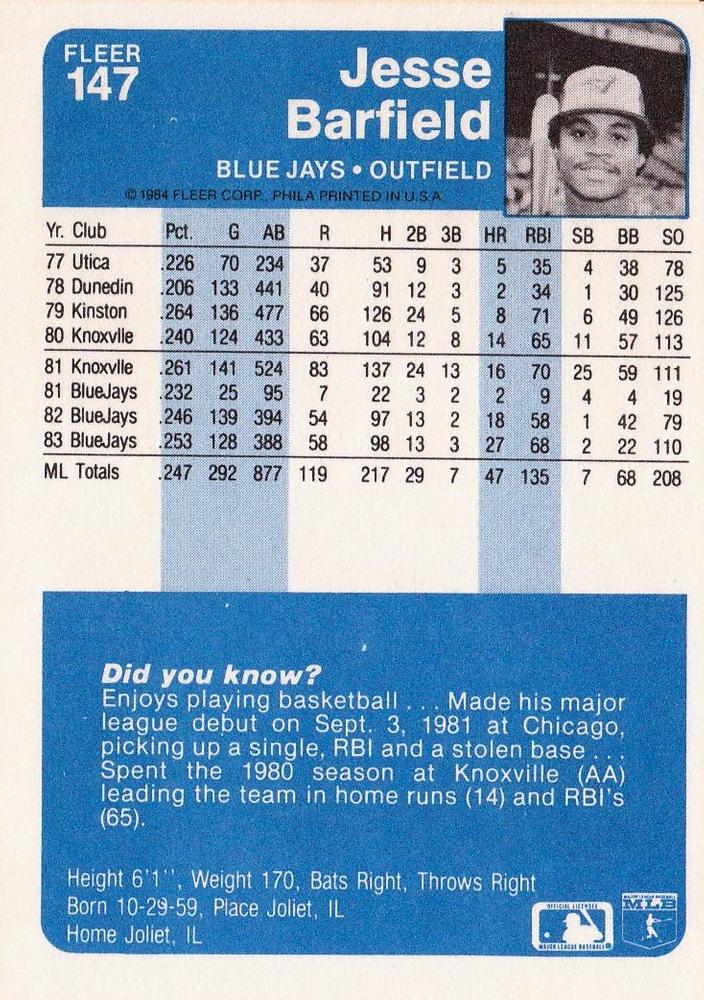 FLEER
147
Jesse
Barfield
BLUE JAYS • OUTFIELD
© 1984 FLEER CORP., PHILA PRINTED IN U.S.A.
Yr. Club Pct. G AB R H 2B 3B HR RBI SB BB SO
77 Utica .226 70 234 37 53 9 3 5 35 4 38 78
78 Dunedin .206 133 441 40 91 12 3 2 34 1 30 125
79 Kinston .264 136 477 66 126 24 5 8 71 6 49 126
80 Knoxvlle .240 124 433 63 104 12 8 14 65 11 57 113
81 Knoxvlle .261 141 524 83 137 24 13 16 70 25 59 111
81 BlueJays .232 25 95 7 22 3 2 2 9 4 4 19
82 BlueJays .246 139 394 54 97 13 2 18 58 1 42 79
83 BlueJays .253 128 388 58 98 13 3 27 68 2 22 110
ML Totals .247 292 877 119 217 29 7 47 135 7 68 208
Did you know?
Enjoys playing basketball . . . Made his major
league debut on Sept. 3, 1981 at Chicago,
picking up a single, RBI and a stolen base . . .
Spent the 1980 season at Knoxville (AA)
leading the team in home runs (14) and RBI's
(65).
Height 6'1'', Weight 170, Bats Right, Throws Right
Born 10-29-59, Place Joliet, IL
Home Joliet, IL
OFFICIAL LICENSEE
MAJOR LEAGUE BASEBALL®
MAJOR LEAGUE BASEBALL
MLB